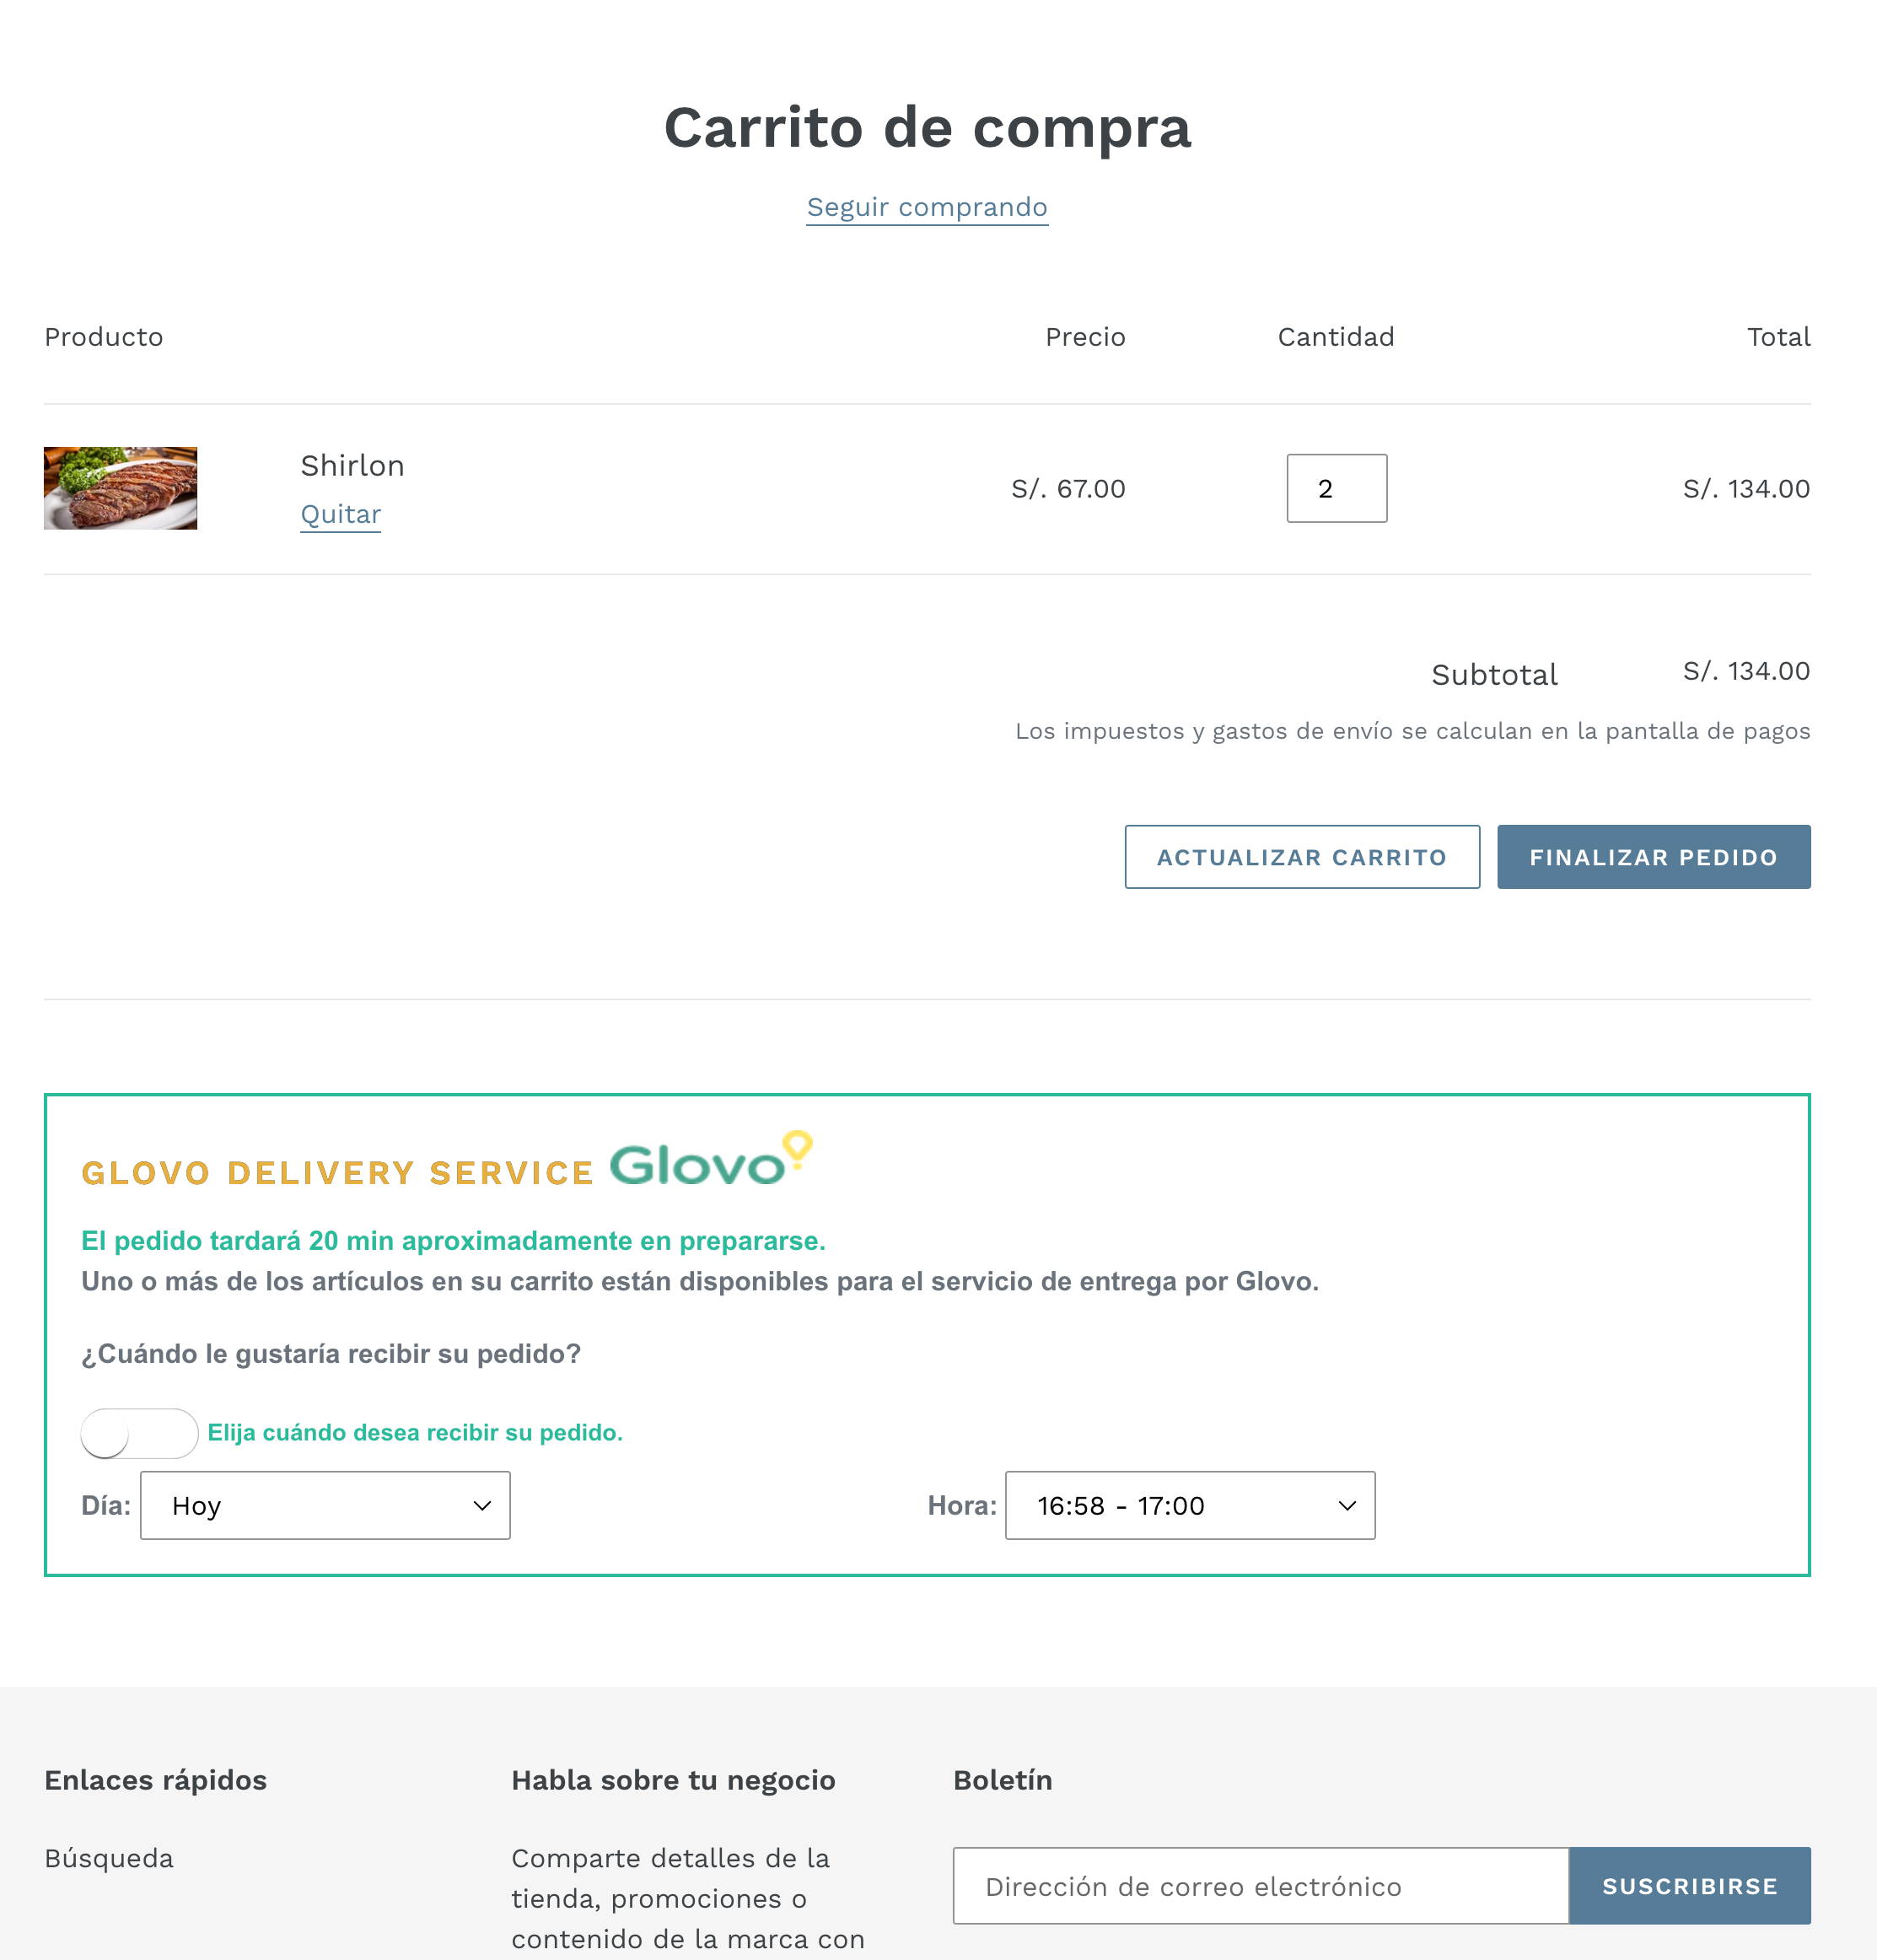 Carrito de compra
Seguir comprando
Producto Precio Cantidad Total
Shirlon
Quitar
S/. 67.00 2 S/. 134.00
Subtotal S/. 134.00
Los impuestos y gastos de envío se calculan en la pantalla de pagos
ACTUALIZAR CARRITO FINALIZAR PEDIDO
GLOVO DELIVERY SERVICE Glovo
El pedido tardará 20 min aproximadamente en prepararse.
Uno o más de los artículos en su carrito están disponibles para el servicio de entrega por Glovo.
¿Cuándo le gustaría recibir su pedido?
Elija cuándo desea recibir su pedido.
Día: Hoy Hora: 16:58 - 17:00
Enlaces rápidos
Búsqueda
Habla sobre tu negocio
Comparte detalles de la
tienda, promociones o
contenido de la marca con
Boletín
Dirección de correo electrónico SUSCRIBIRSE